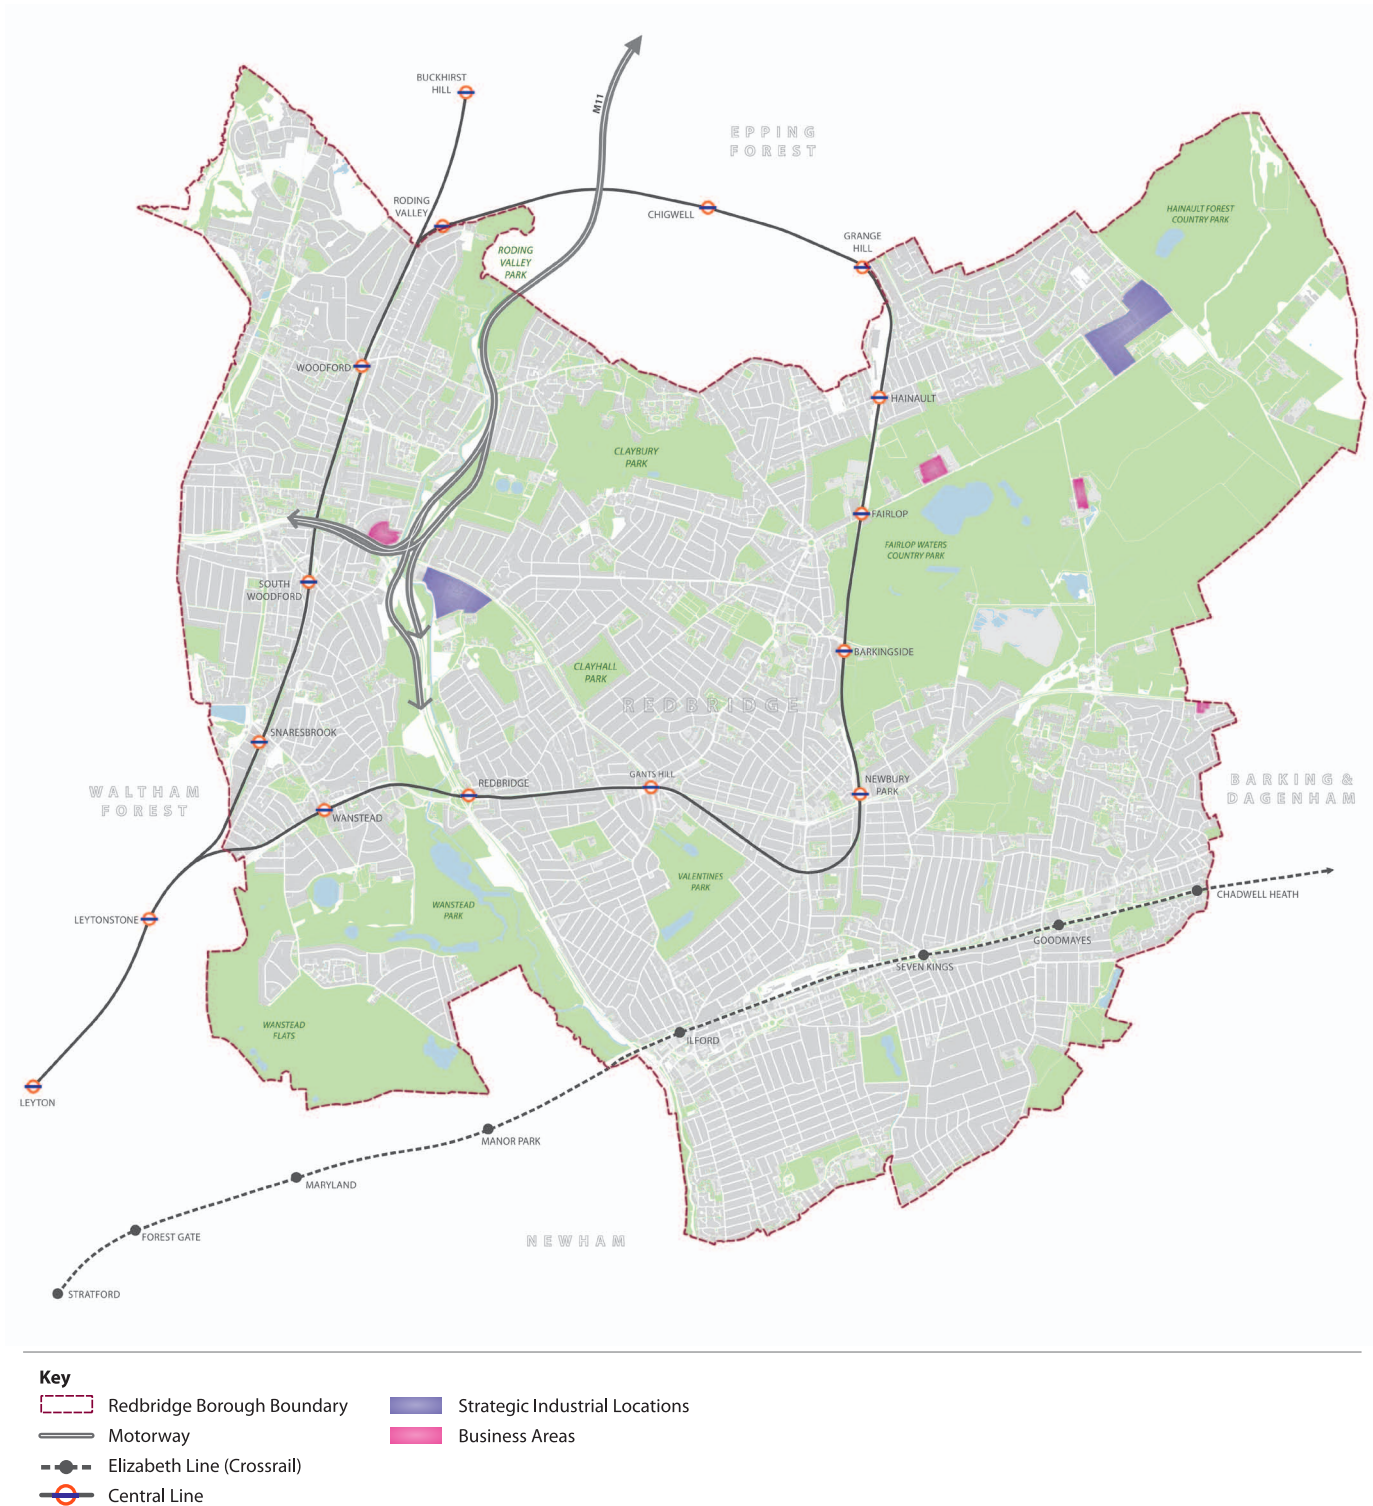 BUCKHIRST
HILL
M11
EPPING
FOREST
RODING
VALLEY
CHIGWELL
HAINAULT FOREST
COUNTRY PARK
GRANGE
HILL
RODING
VALLEY
PARK
WOODFORD
HAINAULT
CLAYBURY
PARK
FAIRLOP
FAIRLOP WATERS
COUNTRY PARK
SOUTH
WOODFORD
BARKINGSIDE
CLAYHALL
PARK
REDBRIDGE
SNARESBROOK
WALTHAM
FOREST
REDBRIDGE
GANTS HILL
NEWBURY
PARK
BARKING &
DAGENHAM
WANSTEAD
VALENTINES
PARK
WANSTEAD
PARK
CHADWELL HEATH
LEYTONSTONE
GOODMAYES
SEVEN KINGS
WANSTEAD
FLATS
ILFORD
LEYTON
MANOR PARK
MARYLAND
FOREST GATE
NEWHAM
STRATFORD
Key
Redbridge Borough Boundary
Motorway
Elizabeth Line (Crossrail)
Central Line
Strategic Industrial Locations
Business Areas